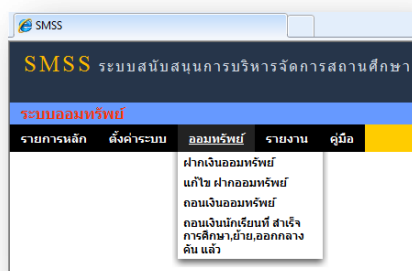 SMSS
SMSS ระบบสนับสนุนการบริหารจัดการสถานศึกษา
ระบบออมทรัพย์
รายการหลัก ตั้งค่าระบบ ออมทรัพย์ รายงาน คู่มือ
ฝากเงินออมทรัพย์
แก้ไข ฝากออมทรัพย์
ถอนเงินออมทรัพย์
ถอนเงินนักเรียนที่ สำเร็จ
การศึกษา,ย้าย,ออกกลาง
คัน แล้ว